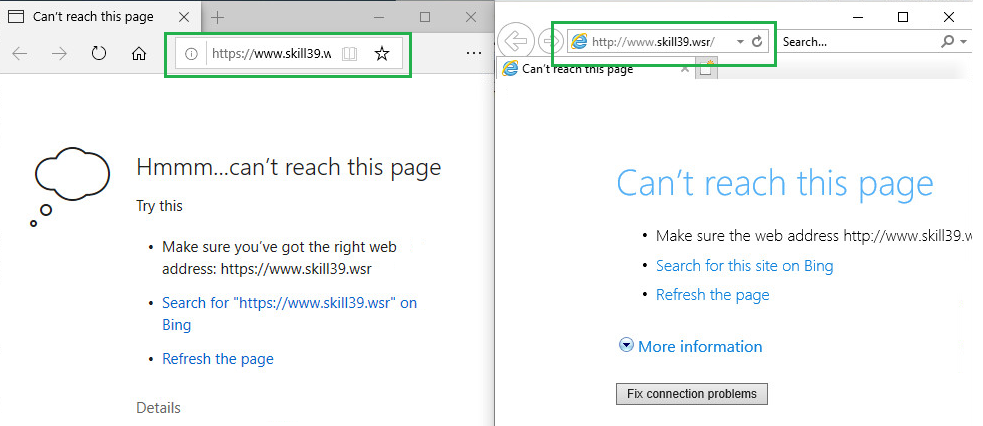 Can't reach this page
https://www.skill39.w
Hmmm...can't reach this page
Try this
• Make sure you've got the right web
address: https://www.skill39.wsr
• Search for "https://www.skill39.wsr" on
Bing
• Refresh the page
Details
http://www.skill39.wsr/
Search...
Can't reach this page
Can't reach this page
• Make sure the web address http://www.skill39.w
• Search for this site on Bing
• Refresh the page
More information
Fix connection problems